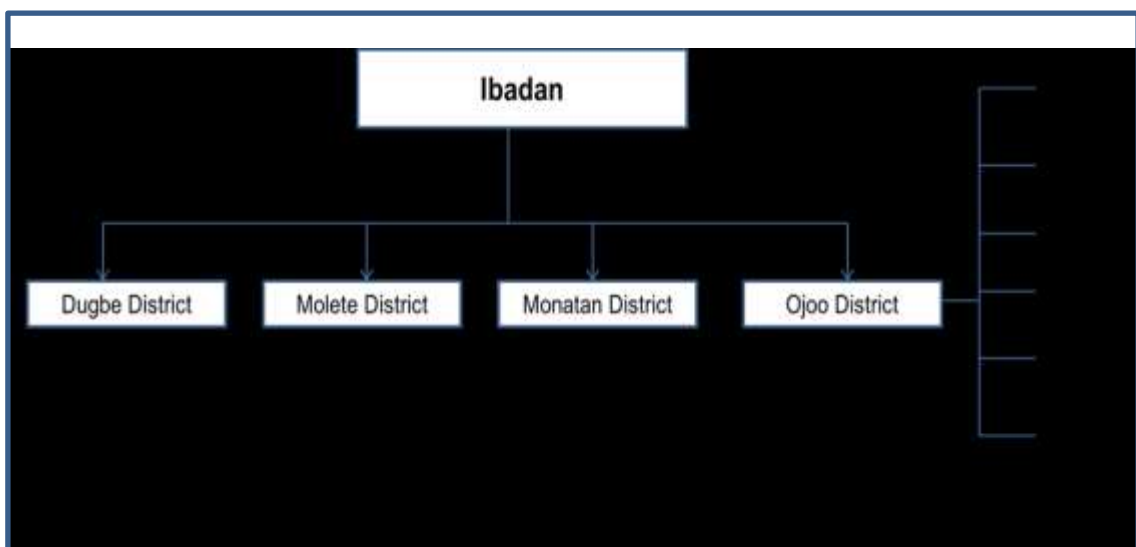 Ibadan
Dugbe District
Molete District
Monatan District
Ojoo District